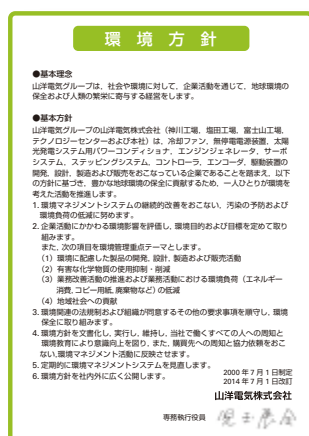 環境方針
●基本理念
山洋電気グループは、社会や環境に対して、企業活動を通じて、地球環境の
保全および人類の繁栄に寄与する経営をします。
●基本方針
山洋電気グループの山洋電気株式会社（神川工場、塩田工場、富士山工場、
テクノロジーセンターおよび本社）は、冷却ファン、無停電電源装置、太陽
光発電システム用パワーコンディショナ、エンジンジェネレータ、サーボ
システム、ステッピングシステム、コントローラ、エンコーダ、駆動装置の
開発、設計、製造および販売をおこなっている企業であることを踏まえ、以下
の方針に基づき、豊かな地球環境の保全に貢献するため、一人ひとりが環境を
考えた活動を推進します。
1. 環境マネジメントシステムの継続的改善をおこない、汚染の予防および
環境負荷の低減に努めます。
2. 企業活動にかかわる環境影響を評価し、環境目的および目標を定めて取り
組みます。
また、次の項目を環境管理重点テーマとします。
（1）環境に配慮した製品の開発、設計、製造および販売活動
（2）有害な化学物質の使用抑制・削減
（3）業務改善活動の推進および業務活動における環境負荷（エネルギー
消費、コピー用紙、廃棄物など）の低減
（4）地域社会への貢献
3. 環境関連の法規制および組織が同意するその他の要求事項を順守し、環境
保全に取り組みます。
4. 環境方針を文書化し、実行し、維持し、当社で働くすべての人への周知と
環境教育により意識向上を図り、また、購買先への周知と協力依頼をおこ
ない、環境マネジメント活動に反映させます。
5. 定期的に環境マネジメントシステムを見直します。
6. 環境方針を社内外に広く公開します。
2000年7月1日制定
2014年7月1日改訂
山洋電気株式会社
専務執行役員